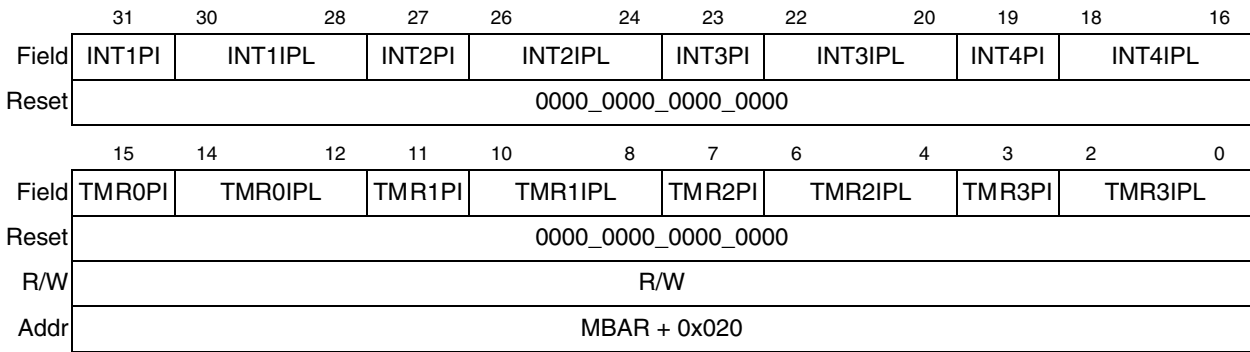 31 30 28 27 26 24 23 22 20 19 18 16
Field INT1PI INT1IPL INT2PI INT2IPL INT3PI INT3IPL INT4PI INT4IPL
Reset 0000_0000_0000_0000
15 14 12 11 10 8 7 6 4 3 2 0
Field TMR0PI TMR0IPL TMR1PI TMR1IPL TMR2PI TMR2IPL TMR3PI TMR3IPL
Reset 0000_0000_0000_0000
R/W R/W
Addr MBAR + 0x020